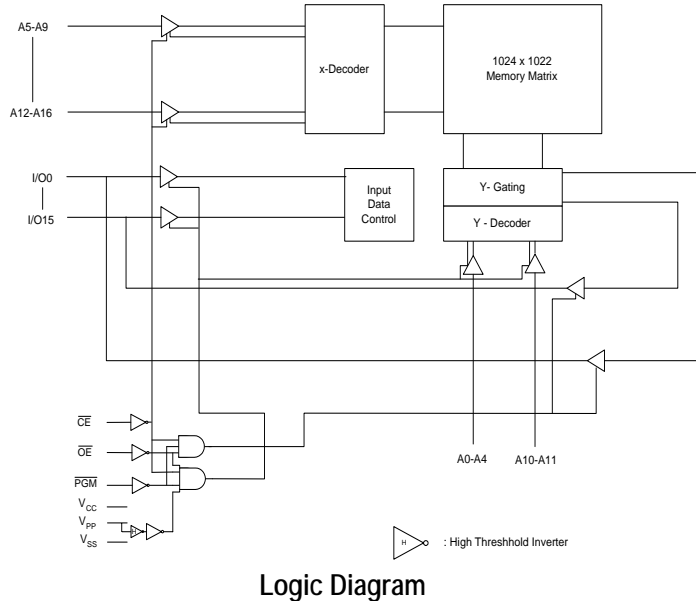 A5-A9
A12-A16
x-Decoder
1024 x 1022
Memory Matrix
I/O0
I/O15
Input
Data
Control
Y- Gating
Y - Decoder
CE
OE
PGM
VCC
VPP
VSS
H
A0-A4
A10-A11
H
: High Threshhold Inverter
Logic Diagram